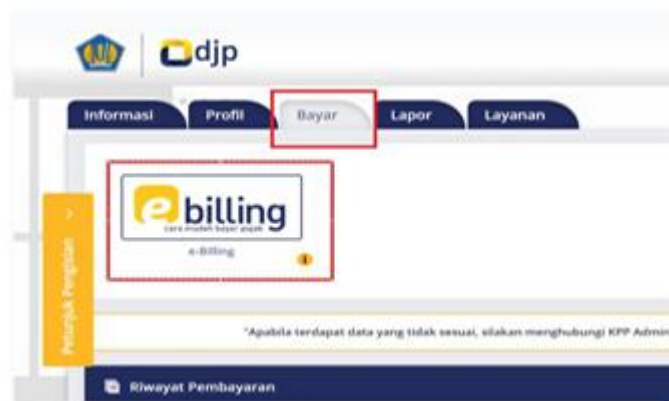 djp
Informasi Profil Bayar Lapor Layanan
e billing
cara mudah bayar pajak
e-Billing
i
Petunjuk Pengisian
"Apabila terdapat data yang tidak sesuai, silakan menghubungi KPP Admin
Riwayat Pembayaran